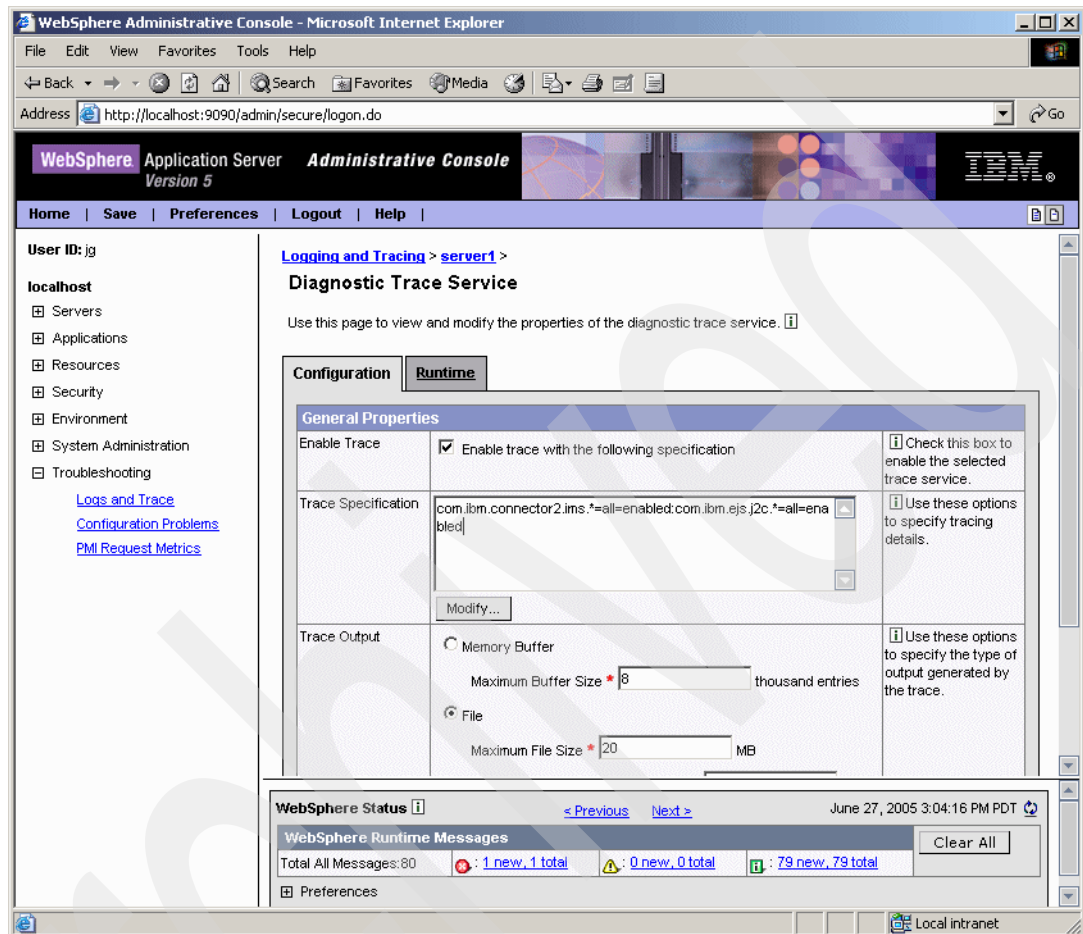 WebSphere Administrative Console - Microsoft Internet Explorer
File Edit View Favorites Tools Help
Back Search Favorites Media
Address http://localhost:9090/admin/secure/logon.do Go
WebSphere. Application Server Administrative Console
Version 5
IBM®
Home | Save | Preferences | Logout | Help |
User ID: jg
localhost
Servers
Applications
Resources
Security
Environment
System Administration
Troubleshooting
Logs and Trace
Configuration Problems
PMI Request Metrics
Logging and Tracing > server1 >
Diagnostic Trace Service
Use this page to view and modify the properties of the diagnostic trace service. i
Configuration Runtime
General Properties
Enable Trace
Enable trace with the following specification
i Check this box to
enable the selected
trace service.
Trace Specification
com.ibm.connector2.ims.*=all=enabled:com.ibm.ejs.j2c.*=all=ena
bled
Modify...
i Use these options
to specify tracing
details.
Trace Output
Memory Buffer
Maximum Buffer Size * 8 thousand entries
File
Maximum File Size * 20 MB
i Use these options
to specify the type of
output generated by
the trace.
WebSphere Status i < Previous Next > June 27, 2005 3:04:16 PM PDT
WebSphere Runtime Messages
Clear All
Total All Messages:80 : 1 new, 1 total : 0 new, 0 total : 79 new, 79 total
Preferences
Local intranet